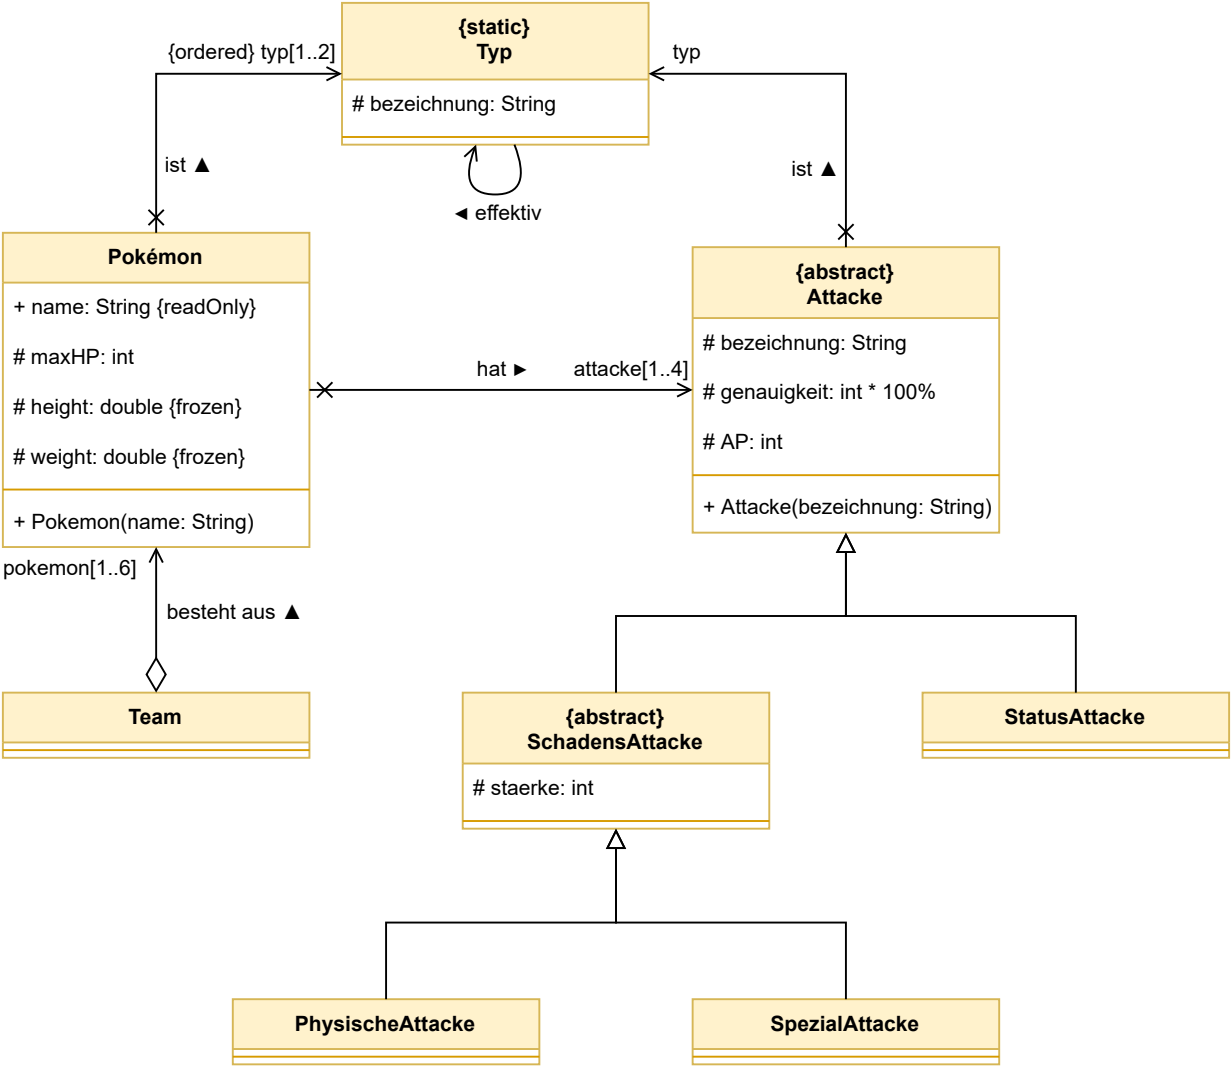 {static}
Typ
# bezeichnung: String
{ordered} typ[1..2]
typ
ist ▲
ist ▲
◄ effektiv
Pokémon
+ name: String {readOnly}
# maxHP: int
# height: double {frozen}
# weight: double {frozen}
+ Pokemon(name: String)
hat ►
attacke[1..4]
{abstract}
Attacke
# bezeichnung: String
# genauigkeit: int * 100%
# AP: int
+ Attacke(bezeichnung: String)
pokemon[1..6]
besteht aus ▲
Team
{abstract}
SchadensAttacke
# staerke: int
StatusAttacke
PhysischeAttacke
SpezialAttacke